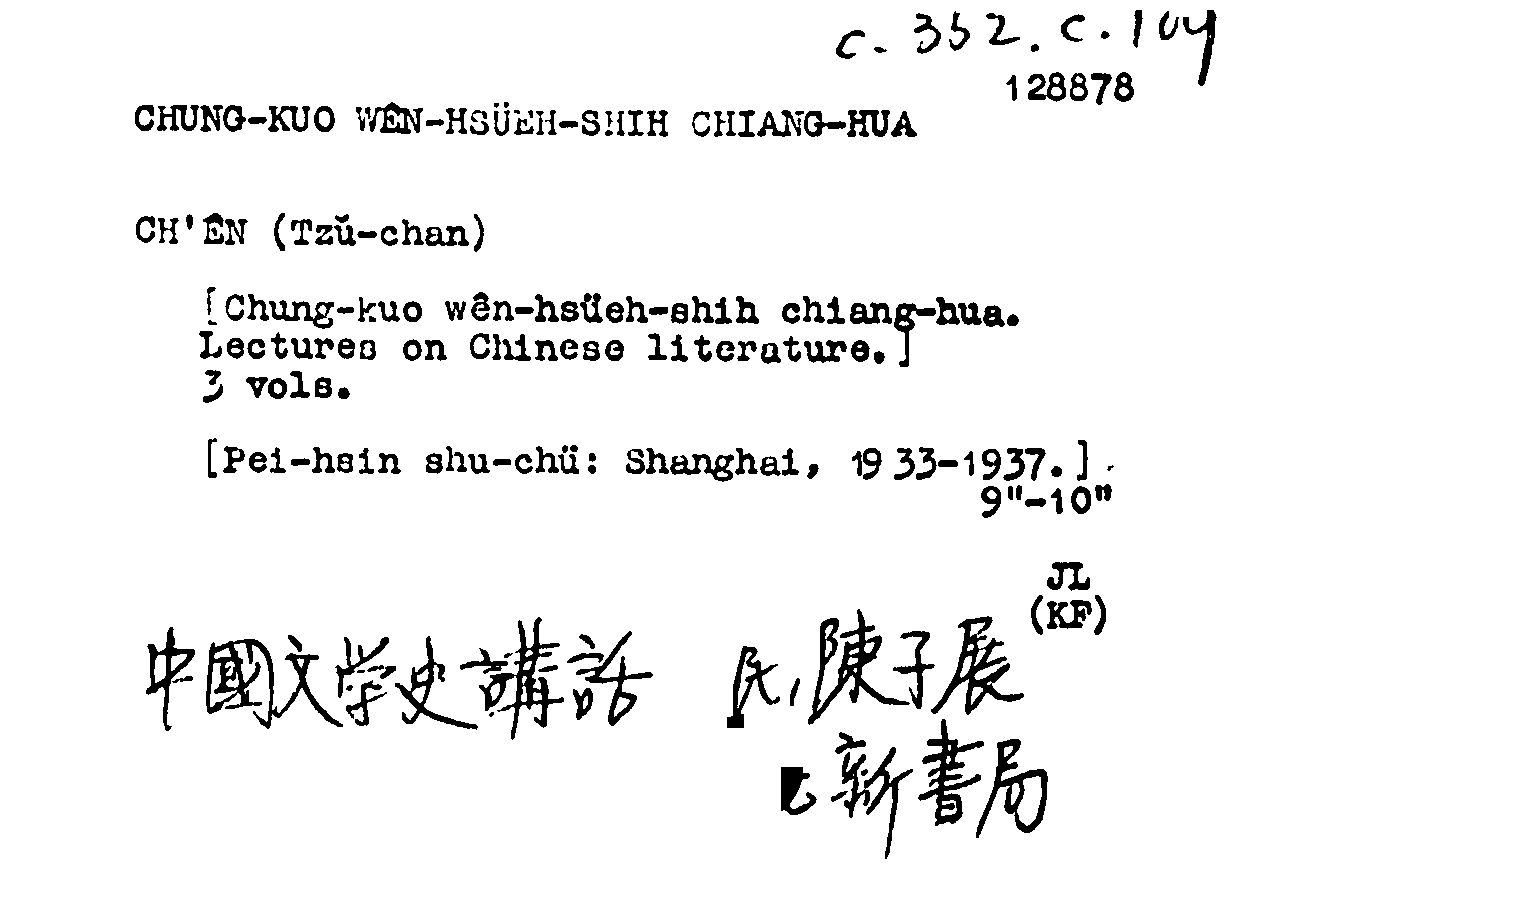 c. 352. c. 104
128878
CHUNG-KUO WÊN-HSÜEH-SHIH CHIANG-HUA
CH'ÊN (Tzŭ-chan)
[Chung-kuo wên-hsüeh-shih chiang-hua.
Lectures on Chinese literature.]
3 vols.
[Pei-hsin shu-chü: Shanghai, 1933-1937.]
9"-10"
JL
(KF)
中國文学史講話 民, 陳子展
新書局